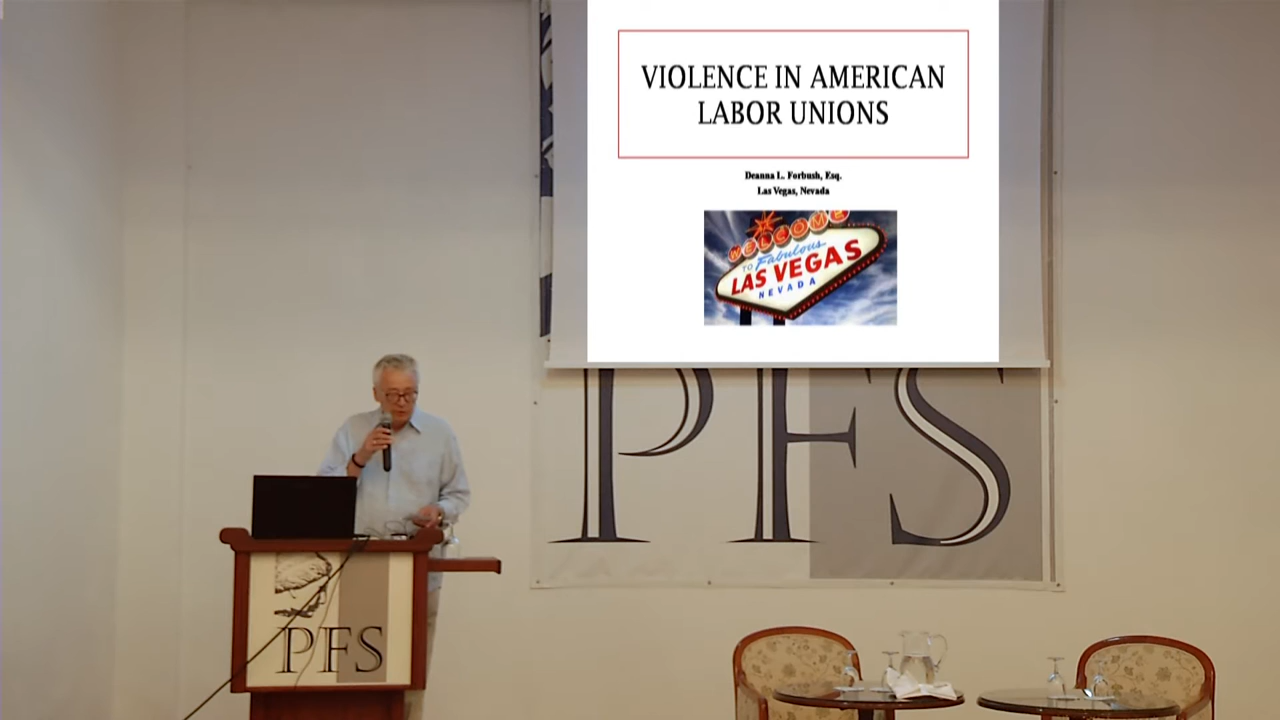 VIOLENCE IN AMERICAN
LABOR UNIONS
Deanna L. Forbush, Esq.
Las Vegas, Nevada
WELCOME
TO Fabulous
LAS VEGAS
NEVADA
PFS
PFS